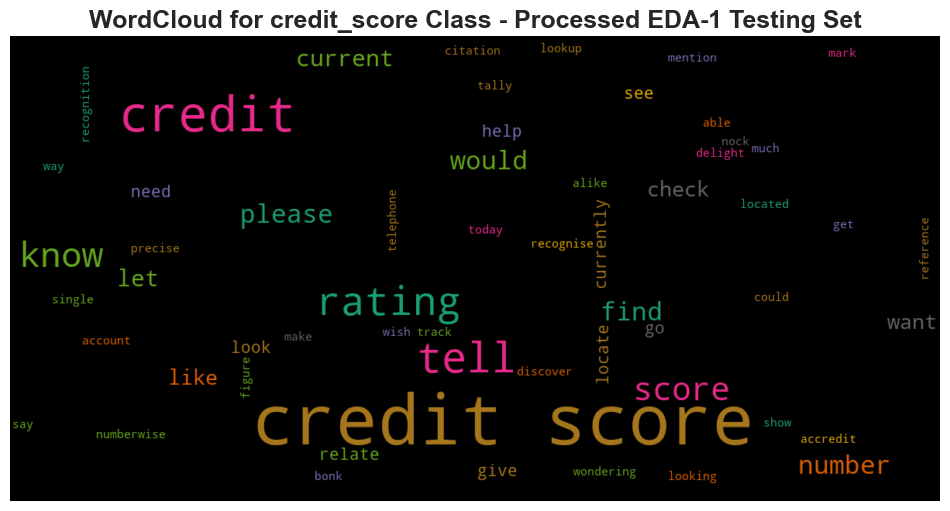 WordCloud for credit_score Class - Processed EDA-1 Testing Set
current
citation
lookup
mention
mark
recognition
credit
tally
see
help
able
nock
delight
much
way
would
need
alike
check
please
telephone
currently
located
today
recognise
get
reference
know
precise
let
single
rating
find
could
go
want
account
make
wish
track
look
locate
tell
like
figure
discover
score
credit score
say
numberwise
show
accredit
relate
bonk
give
wondering
looking
number